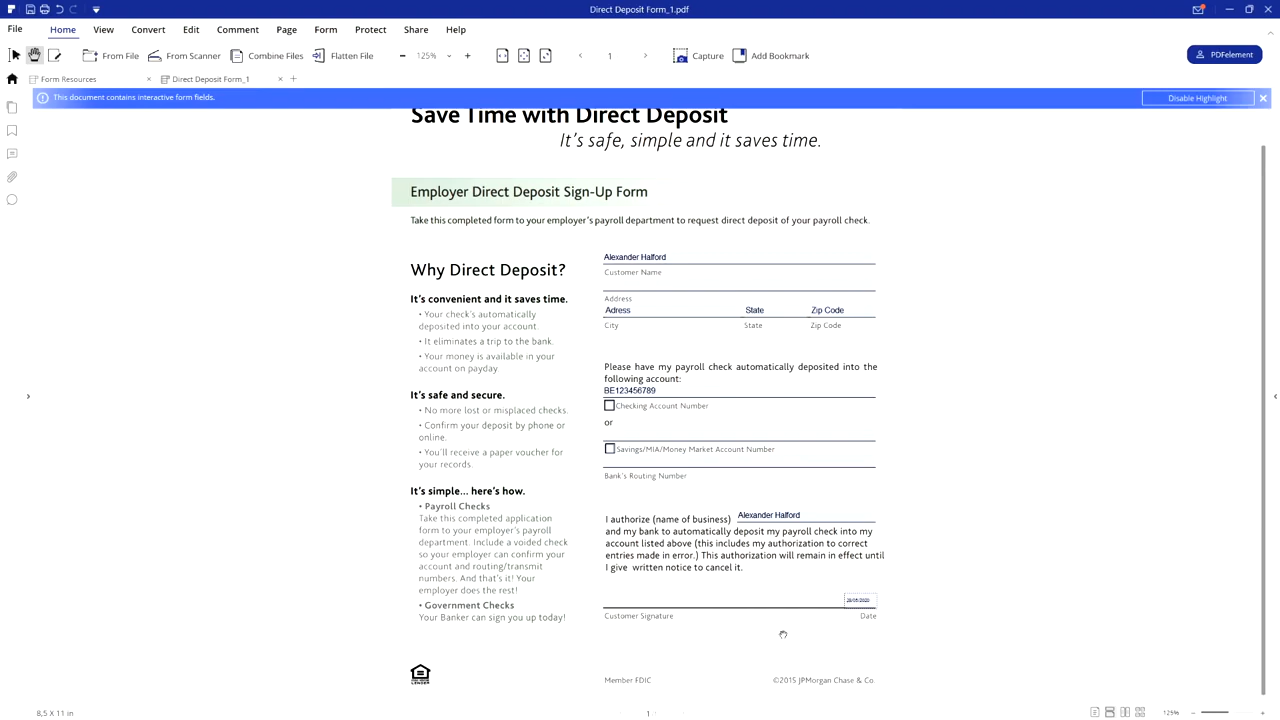 Direct Deposit Form_1.pdf
File Home View Convert Edit Comment Page Form Protect Share Help
From File From Scanner Combine Files Flatten File 125% 1 Capture Add Bookmark PDFelement
Form Resources Direct Deposit Form_1
This document contains interactive form fields. Disable Highlight
Save Time with Direct Deposit
It's safe, simple and it saves time.
Employer Direct Deposit Sign-Up Form
Take this completed form to your employer's payroll department to request direct deposit of your payroll check.
Why Direct Deposit?
It's convenient and it saves time.
• Your check's automatically
deposited into your account.
• It eliminates a trip to the bank.
• Your money is available in your
account on payday.
It's safe and secure.
• No more lost or misplaced checks.
• Confirm your deposit by phone or
online.
• You'll receive a paper voucher for
your records.
It's simple... here's how.
• Payroll Checks
Take this completed application
form to your employer's payroll
department. Include a voided check
so your employer can confirm your
account and routing/transmit
numbers. And that's it! Your
employer does the rest!
• Government Checks
Your Banker can sign you up today!
Alexander Halford
Customer Name
Address
Adress State Zip Code
City State Zip Code
Please have my payroll check automatically deposited into the
following account:
BE123456789
Checking Account Number
or
Savings/MIA/Money Market Account Number
Bank's Routing Number
I authorize (name of business) Alexander Halford
and my bank to automatically deposit my payroll check into my
account listed above (this includes my authorization to correct
entries made in error.) This authorization will remain in effect until
I give written notice to cancel it.
Customer Signature Date
Member FDIC ©2015 JPMorgan Chase & Co.
8,5 X 11 in 1 125%